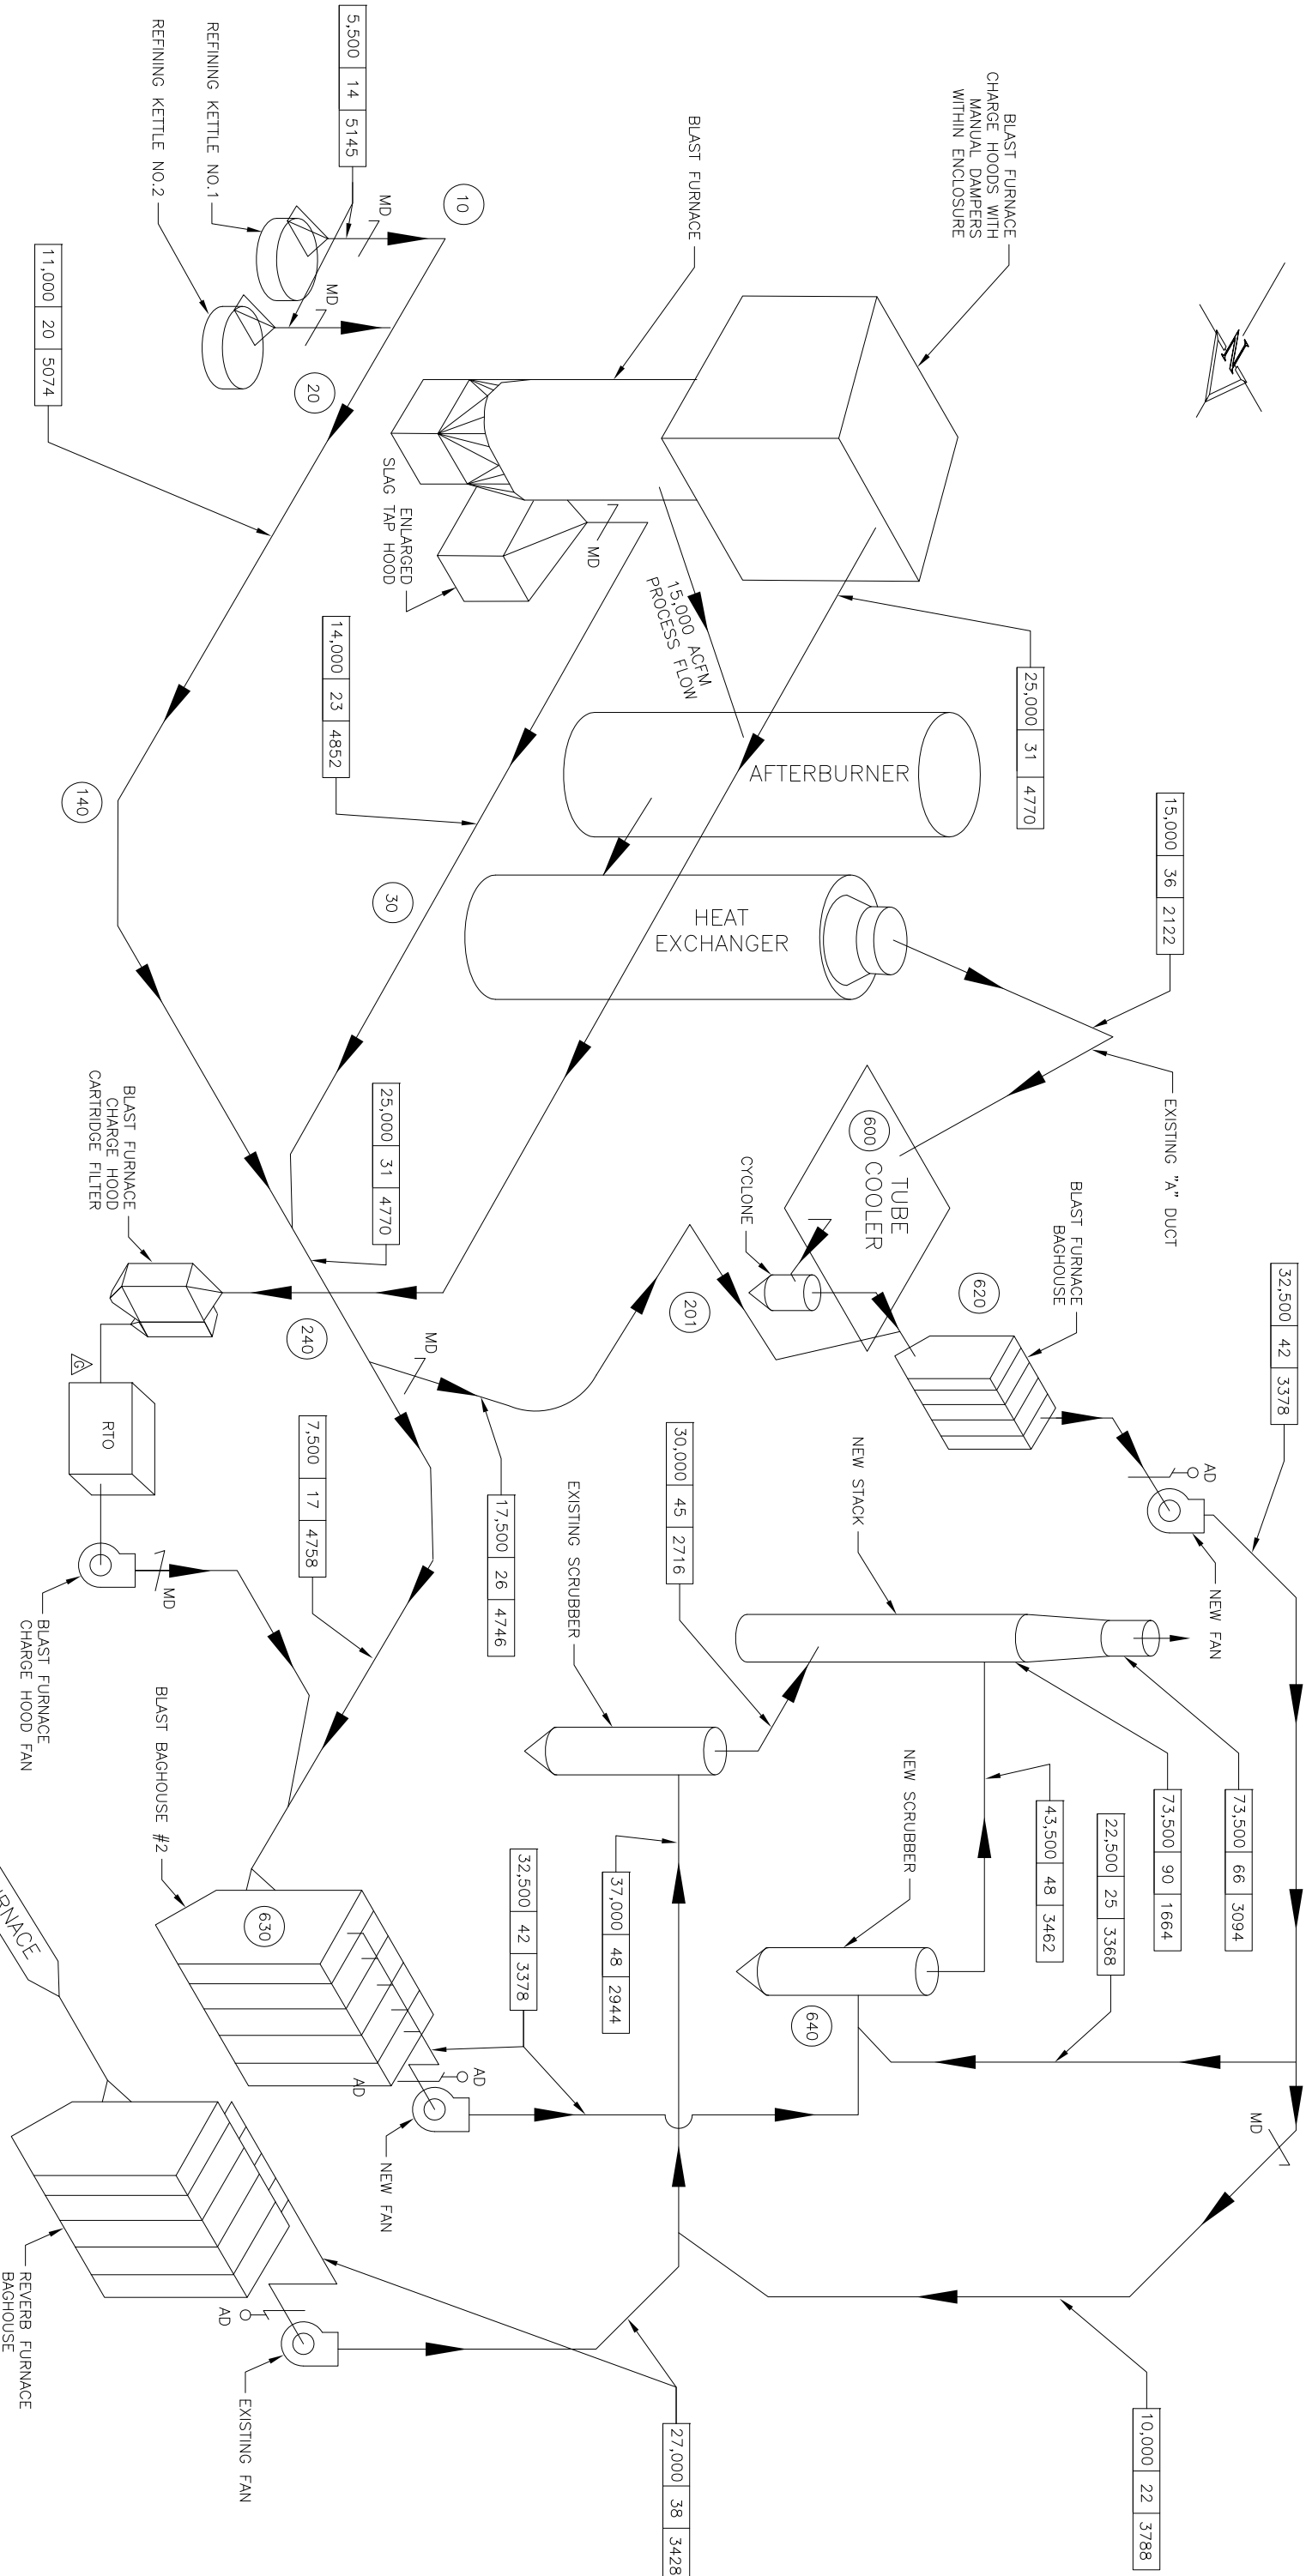 BLAST FURNACE
CHARGE HOODS WITH
MANUAL DAMPERS
WITHIN ENCLOSURE
N
BLAST FURNACE
5,500 14 5145
REFINING KETTLE NO.1
REFINING KETTLE NO.2
MD
MD
10
20
11,000 20 5074
ENLARGED
SLAG TAP HOOD
MD
15,000 ACFM
PROCESS FLOW
25,000 31 4770
14,000 23 4852
140
30
AFTERBURNER
HEAT
EXCHANGER
15,000 36 2122
EXISTING "A" DUCT
600
TUBE
COOLER
CYCLONE
BLAST FURNACE
BAGHOUSE
620
32,500 42 3378
AD
NEW FAN
25,000 31 4770
BLAST FURNACE
CHARGE HOOD
CARTRIDGE FILTER
240
201
MD
G
RTO
17,500 26 4746
7,500 17 4758
MD
BLAST FURNACE
CHARGE HOOD FAN
30,000 45 2716
NEW STACK
EXISTING SCRUBBER
73,500 66 3094
73,500 90 1664
43,500 48 3462
22,500 25 3368
NEW SCRUBBER
640
37,000 48 2944
32,500 42 3378
BLAST BAGHOUSE #2
630
AD
AD
NEW FAN
MD
10,000 22 3788
27,000 38 3428
AD
EXISTING FAN
REVERB FURNACE
BAGHOUSE